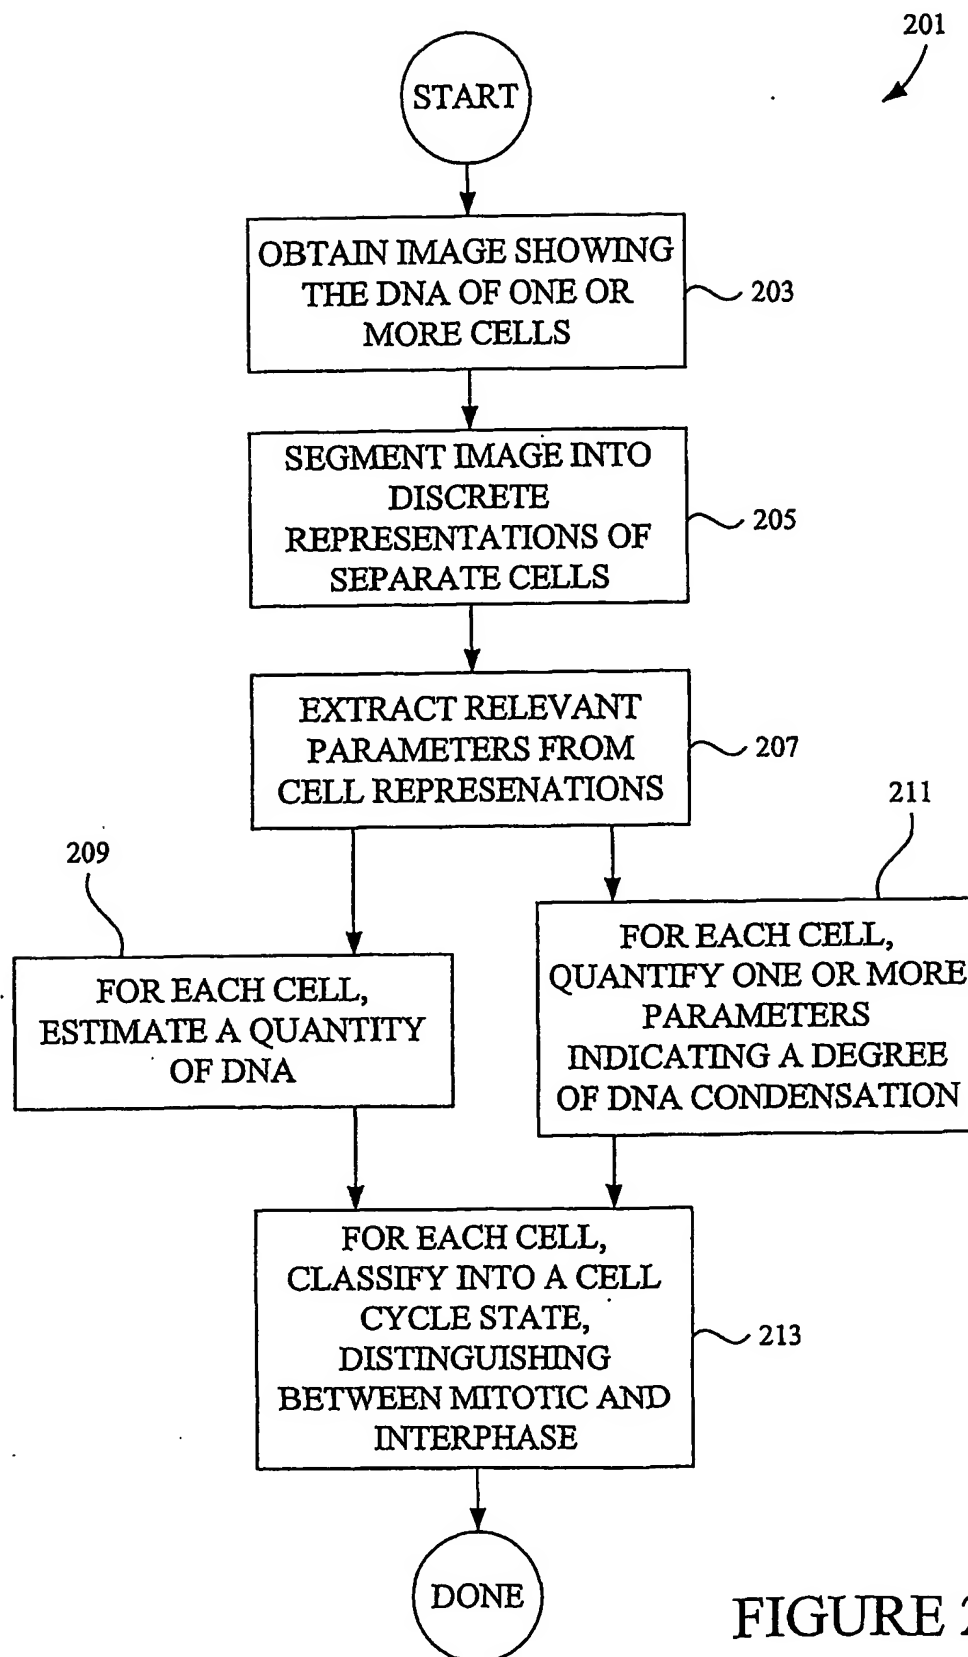 201
START
OBTAIN IMAGE SHOWING
THE DNA OF ONE OR
MORE CELLS
203
SEGMENT IMAGE INTO
DISCRETE
REPRESENTATIONS OF
SEPARATE CELLS
205
EXTRACT RELEVANT
PARAMETERS FROM
CELL REPRESENATIONS
207
209
FOR EACH CELL,
ESTIMATE A QUANTITY
OF DNA
211
FOR EACH CELL,
QUANTIFY ONE OR MORE
PARAMETERS
INDICATING A DEGREE
OF DNA CONDENSATION
FOR EACH CELL,
CLASSIFY INTO A CELL
CYCLE STATE,
DISTINGUISHING
BETWEEN MITOTIC AND
INTERPHASE
213
DONE
FIGURE 2